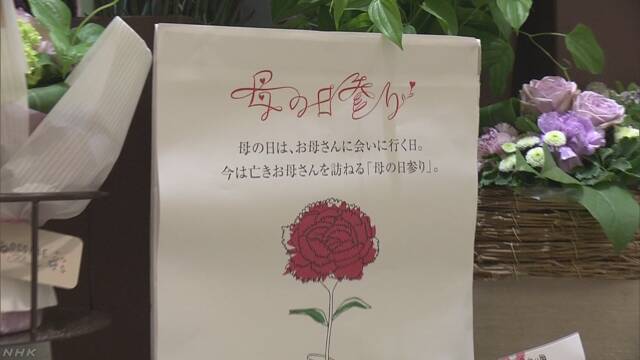 母の日参り
母の日は、お母さんに会いに行く日。
今は亡きお母さんを訪ねる「母の日参り」。
NHK